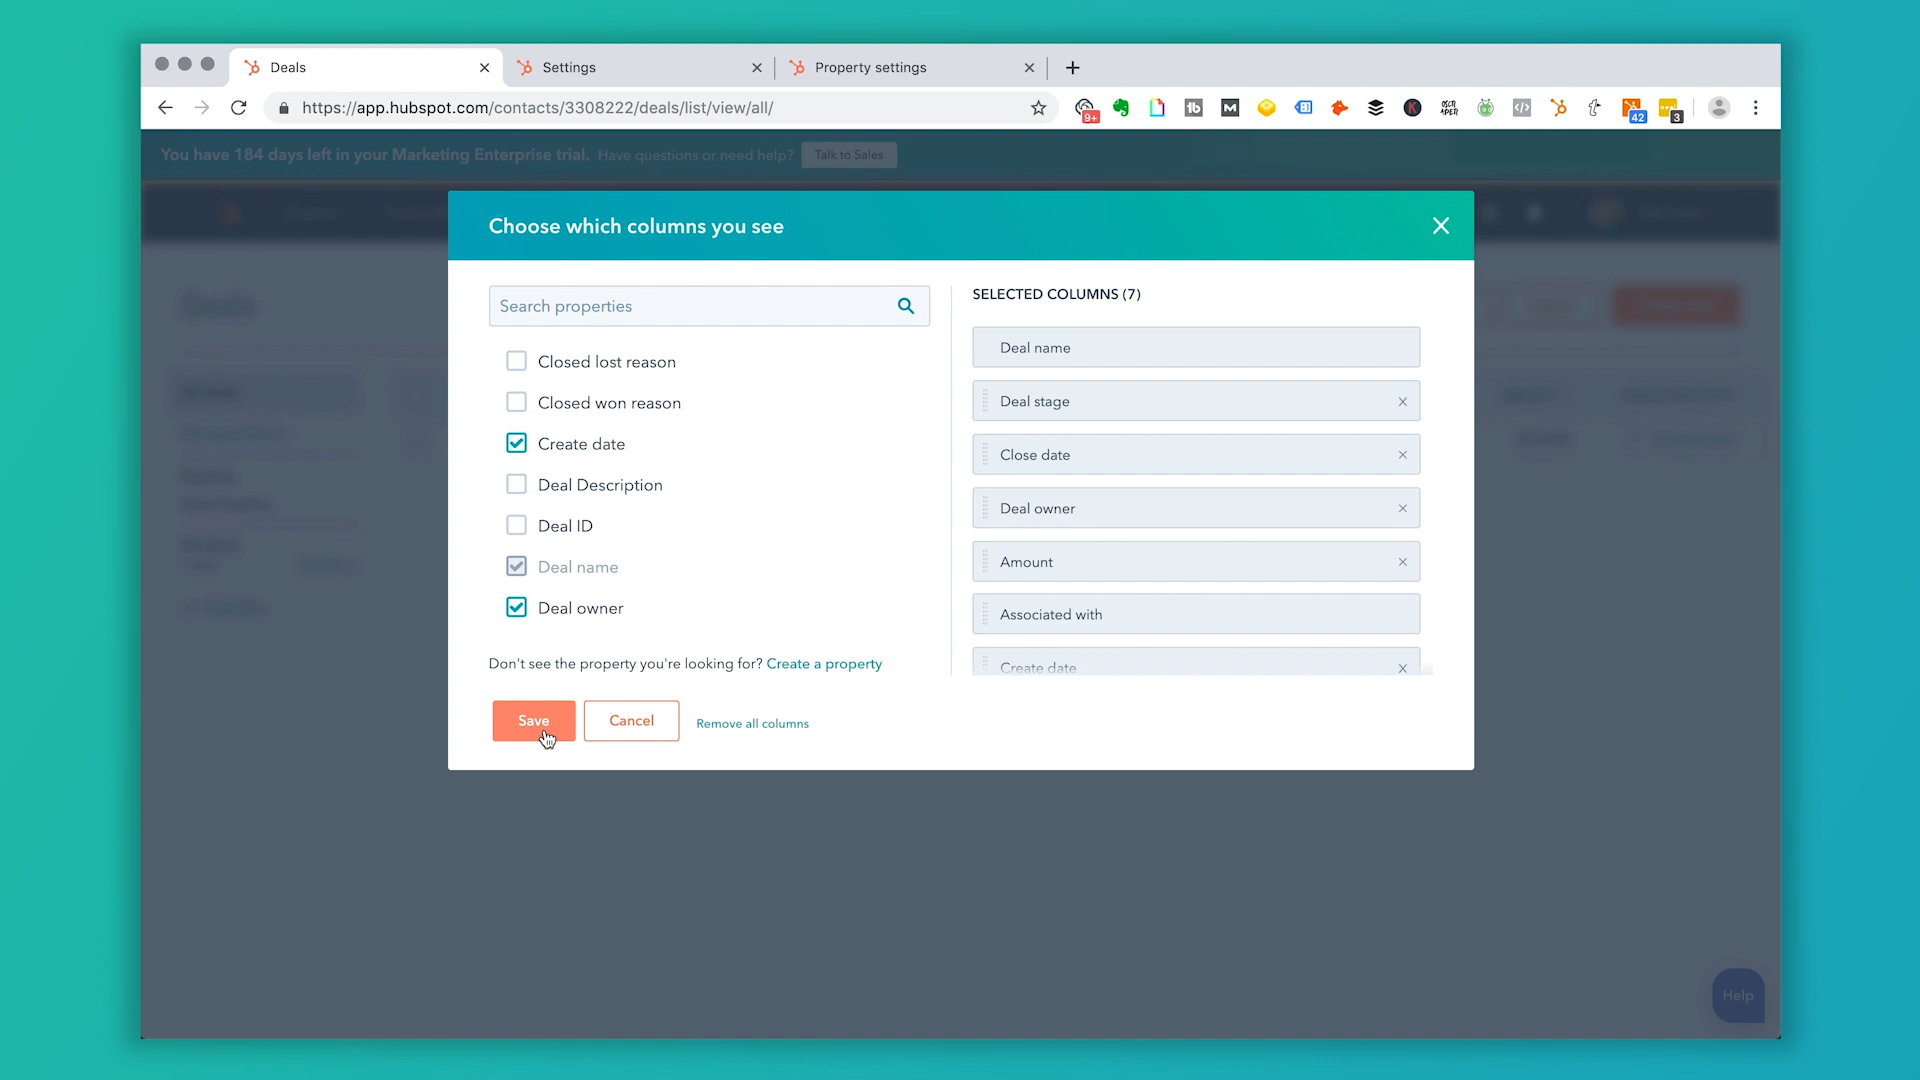 Deals
Settings
Property settings
https://app.hubspot.com/contacts/3308222/deals/list/view/all/
9+
42
3
You have 184 days left in your Marketing Enterprise trial. Have questions or need help? Talk to Sales
Choose which columns you see
Search properties
Closed lost reason
Closed won reason
Create date
Deal Description
Deal ID
Deal name
Deal owner
Don't see the property you're looking for? Create a property
Save
Cancel
Remove all columns
SELECTED COLUMNS (7)
Deal name
Deal stage
Close date
Deal owner
Amount
Associated with
Create date
Deals
Help